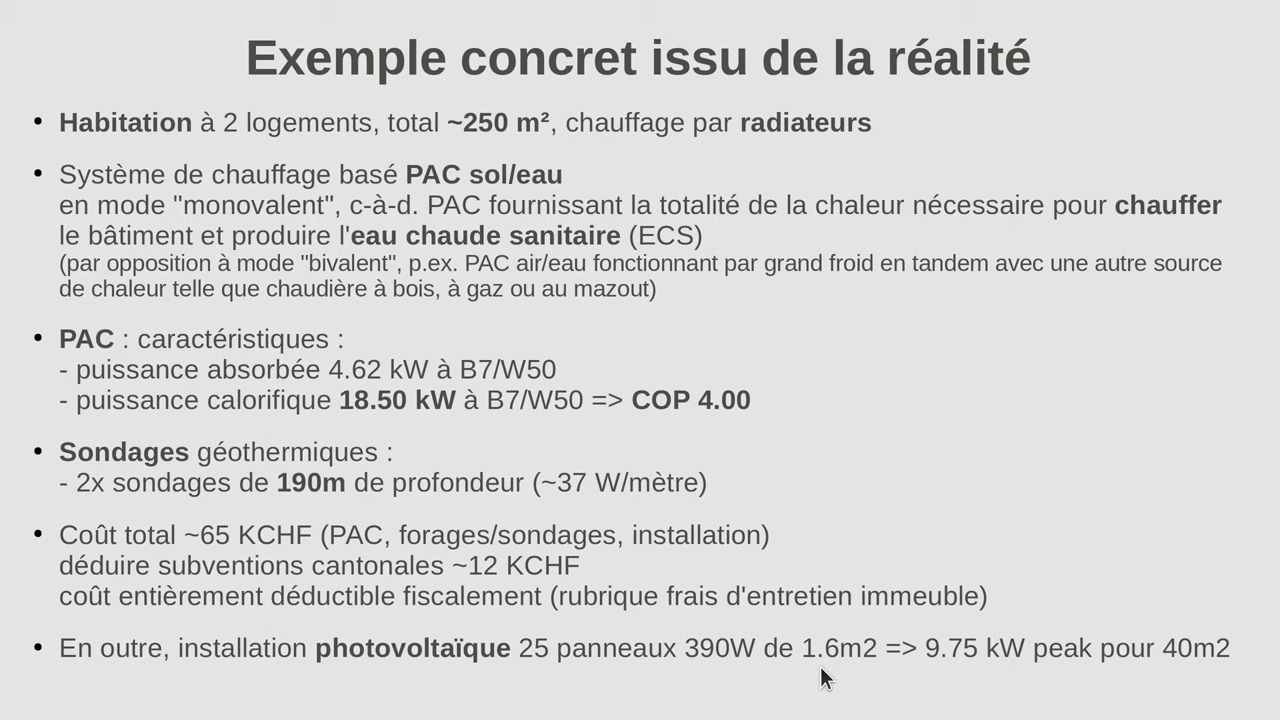 Exemple concret issu de la réalité
• Habitation à 2 logements, total ~250 m², chauffage par radiateurs
• Système de chauffage basé PAC sol/eau
en mode "monovalent", c-à-d. PAC fournissant la totalité de la chaleur nécessaire pour chauffer
le bâtiment et produire l'eau chaude sanitaire (ECS)
(par opposition à mode "bivalent", p.ex. PAC air/eau fonctionnant par grand froid en tandem avec une autre source
de chaleur telle que chaudière à bois, à gaz ou au mazout)
• PAC : caractéristiques :
- puissance absorbée 4.62 kW à B7/W50
- puissance calorifique 18.50 kW à B7/W50 => COP 4.00
• Sondages géothermiques :
- 2x sondages de 190m de profondeur (~37 W/mètre)
• Coût total ~65 KCHF (PAC, forages/sondages, installation)
déduire subventions cantonales ~12 KCHF
coût entièrement déductible fiscalement (rubrique frais d'entretien immeuble)
• En outre, installation photovoltaïque 25 panneaux 390W de 1.6m2 => 9.75 kW peak pour 40m2